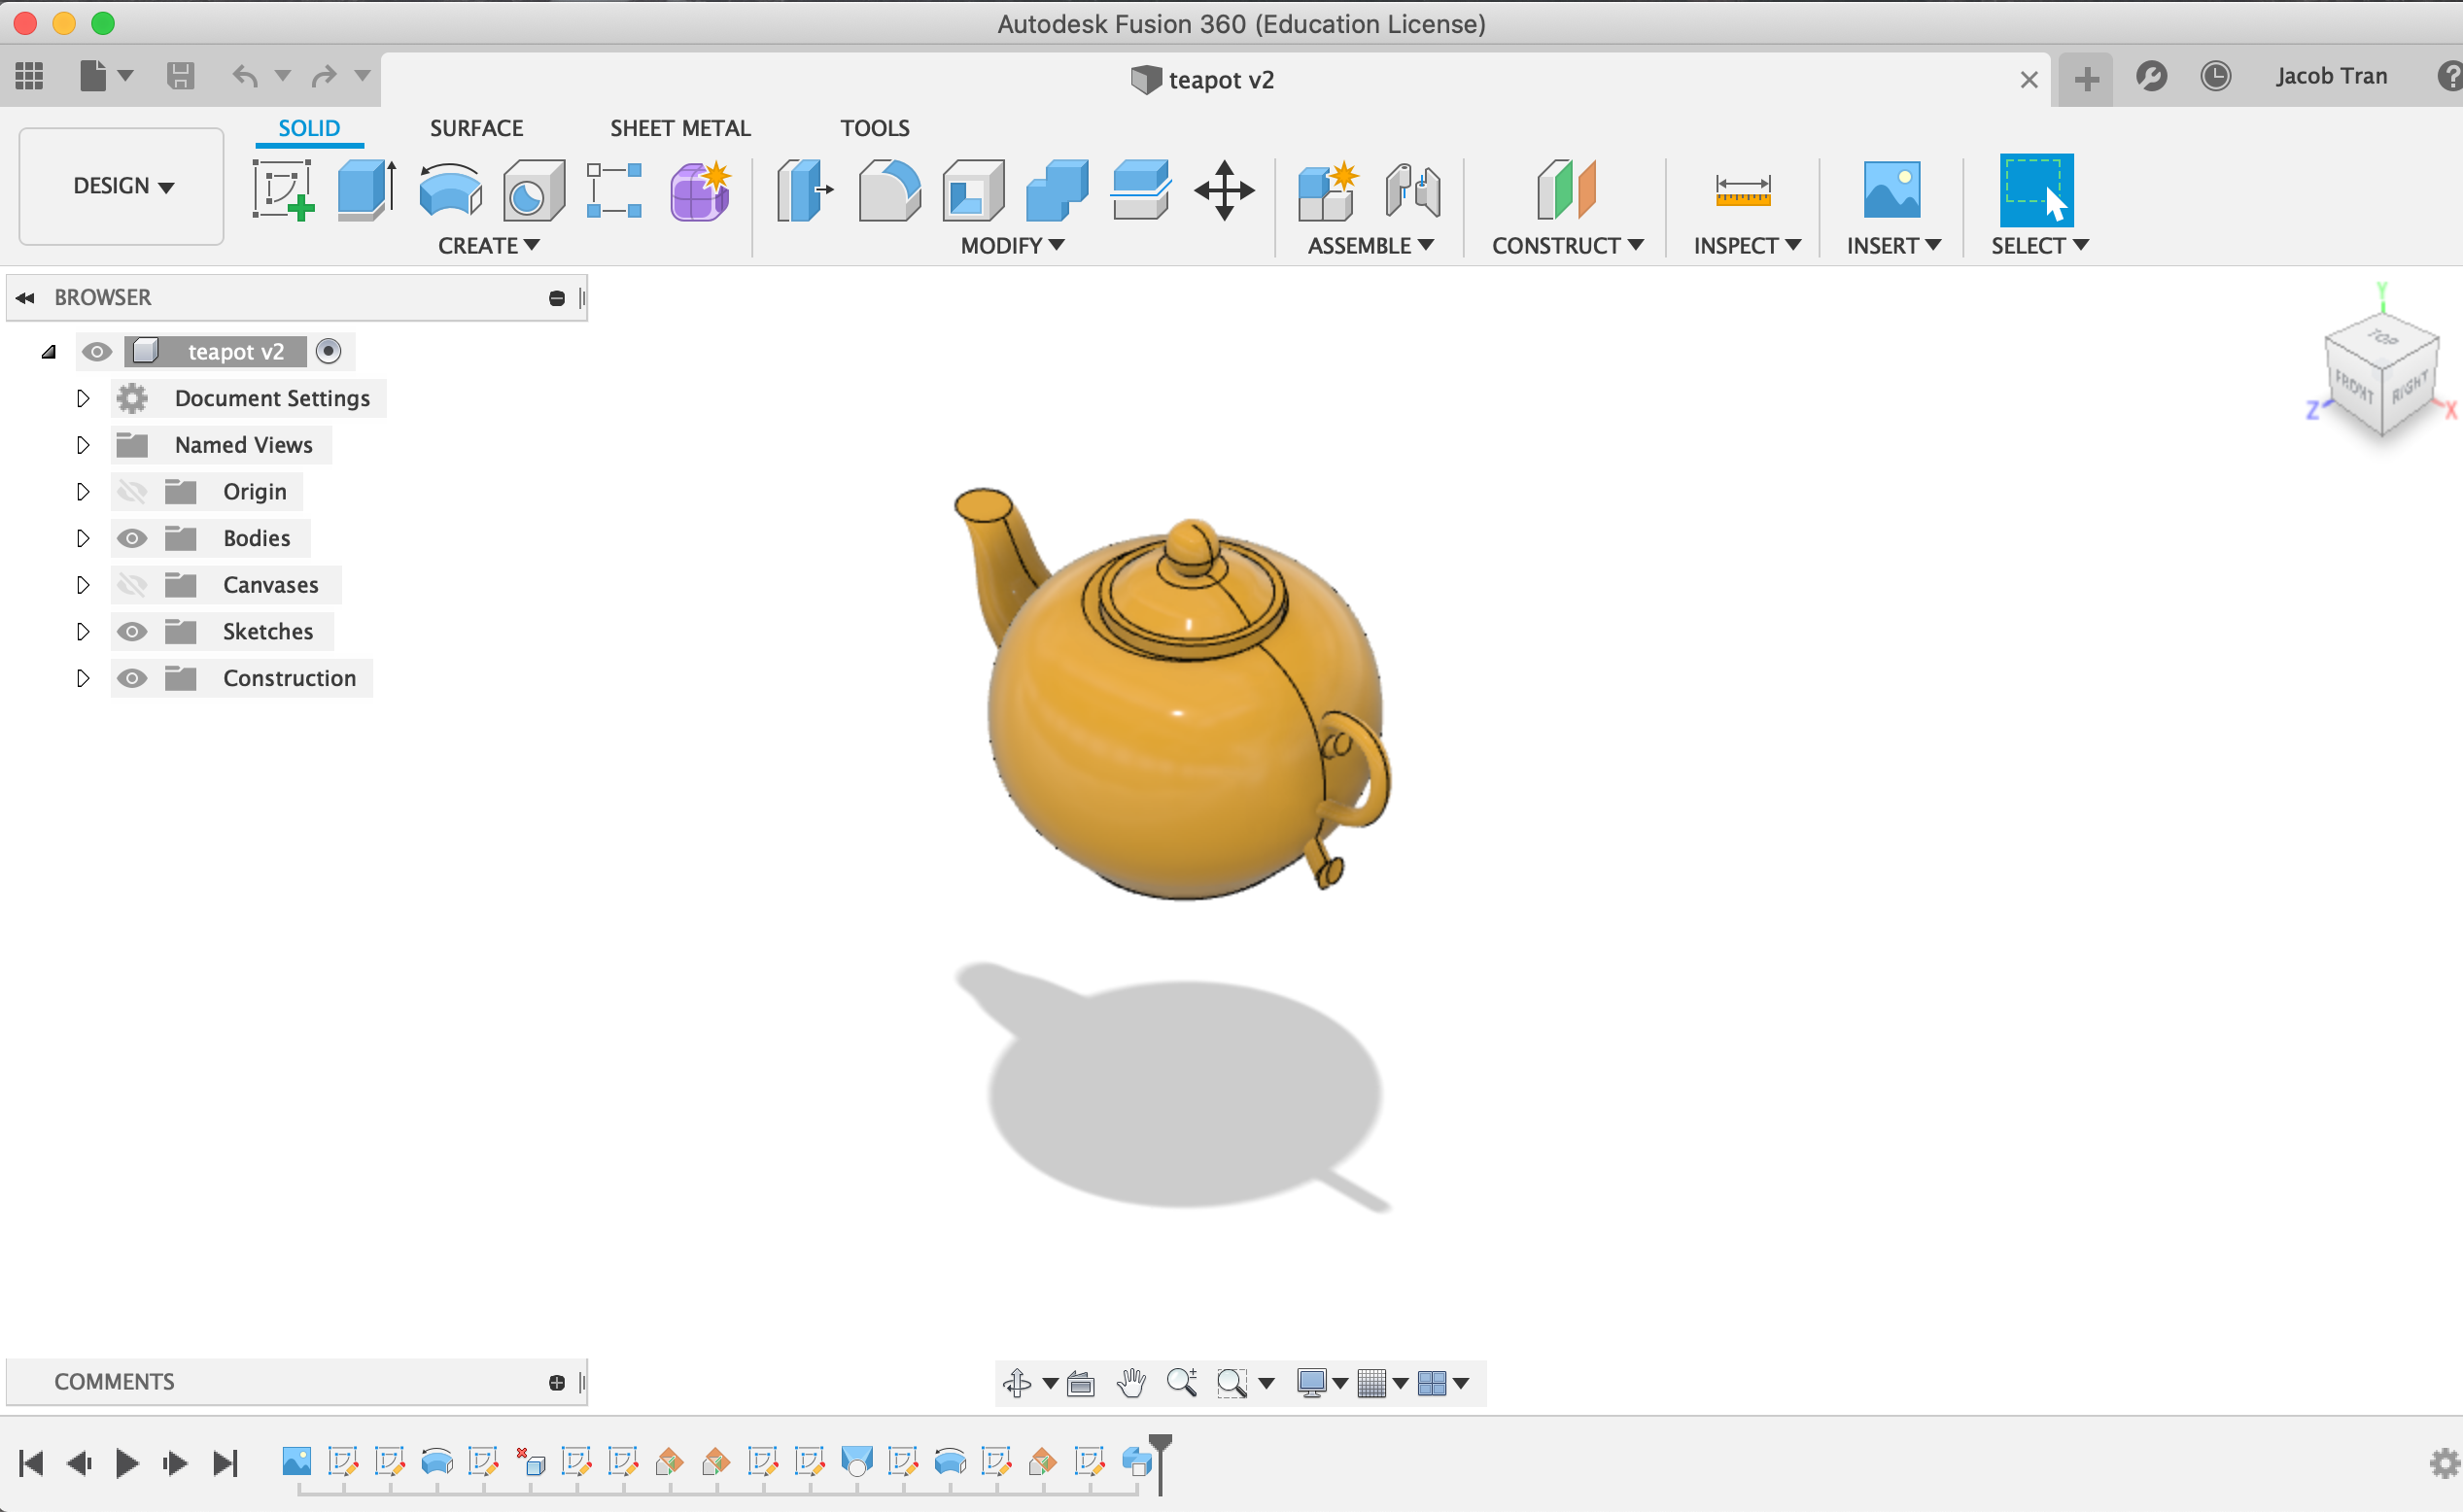 Autodesk Fusion 360 (Education License)
teapot v2
Jacob Tran
SOLID
SURFACE
SHEET METAL
TOOLS
DESIGN
CREATE
MODIFY
ASSEMBLE
CONSTRUCT
INSPECT
INSERT
SELECT
BROWSER
teapot v2
Document Settings
Named Views
Origin
Bodies
Canvases
Sketches
Construction
Y
TOP
FRONT
RIGHT
Z
X
COMMENTS